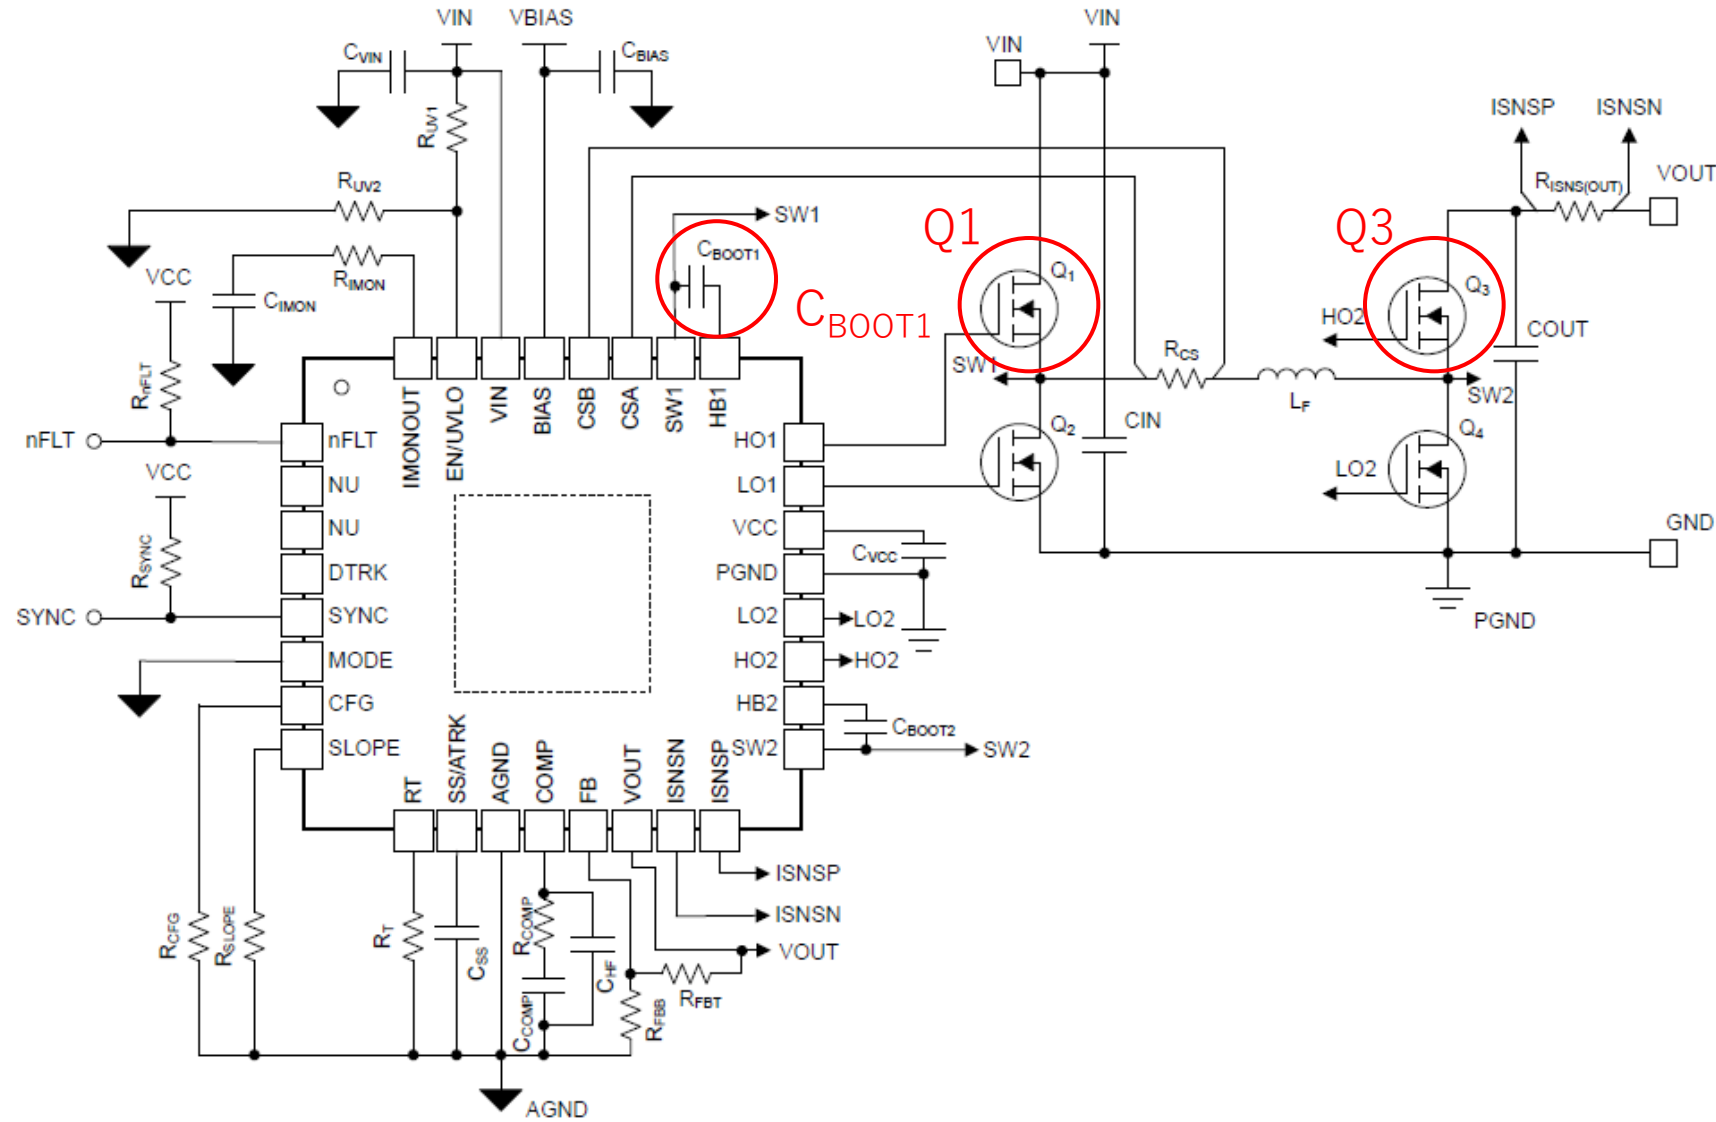 VIN
VBIAS
VIN
VIN
CVIN
CBIAS
RUV1
ISNSP
ISNSN
RISNS(OUT)
VOUT
RUV2
SW1
CBOOT1
Q1
Q3
RIMON
VCC
CIMON
CBOOT1
Q1
Q3
HO2
COUT
RnFLT
SW1
RCS
LF
SW2
IMONOUT
EN/UVLO
VIN
BIAS
CSB
CSA
SW1
HB1
nFLT
nFLT
HO1
CIN
Q2
Q4
VCC
NU
LO1
LO2
RSYNC
NU
VCC
CVCC
GND
DTRK
PGND
SYNC
SYNC
LO2
LO2
PGND
MODE
HO2
HO2
CFG
HB2
CBOOT2
SLOPE
SW2
SW2
RT
SS/ATRK
AGND
COMP
FB
VOUT
ISNSN
ISNSP
ISNSP
ISNSN
RCFG
RSLOPE
RT
CSS
RCOMP
CHF
VOUT
CCOMP
RFBB
RFBT
AGND